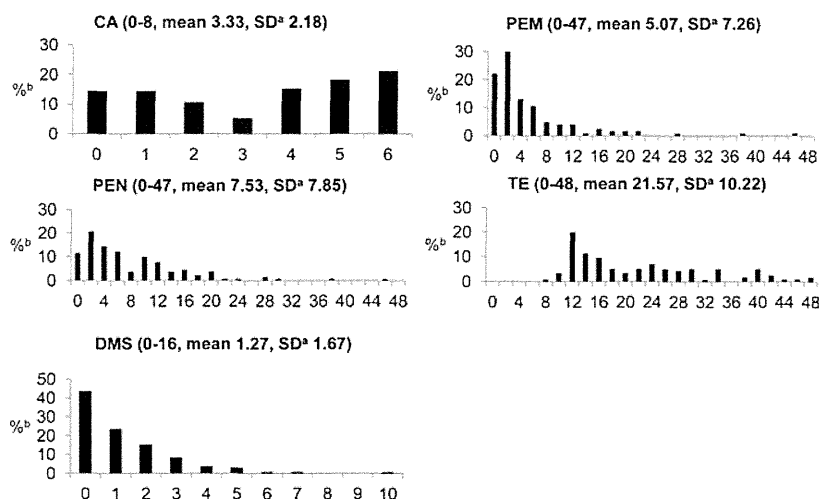 CA (0-8, mean 3.33, SDᵃ 2.18)
30
20
%ᵇ
10
0
0 1 2 3 4 5 6
PEM (0-47, mean 5.07, SDᵃ 7.26)
30
20
%ᵇ
10
0
0 4 8 12 16 20 24 28 32 36 40 44 48
PEN (0-47, mean 7.53, SDᵃ 7.85)
30
20
%ᵇ
10
0
0 4 8 12 16 20 24 28 32 36 40 44 48
TE (0-48, mean 21.57, SDᵃ 10.22)
30
20
%ᵇ
10
0
0 4 8 12 16 20 24 28 32 36 40 44 48
DMS (0-16, mean 1.27, SDᵃ 1.67)
50
40
30
%ᵇ
20
10
0
0 1 2 3 4 5 6 7 8 9 10